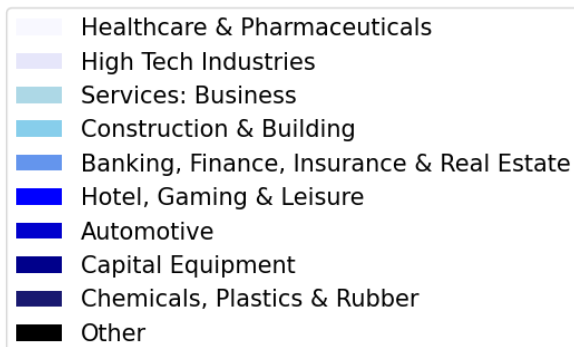 Healthcare & Pharmaceuticals
High Tech Industries
Services: Business
Construction & Building
Banking, Finance, Insurance & Real Estate
Hotel, Gaming & Leisure
Automotive
Capital Equipment
Chemicals, Plastics & Rubber
Other